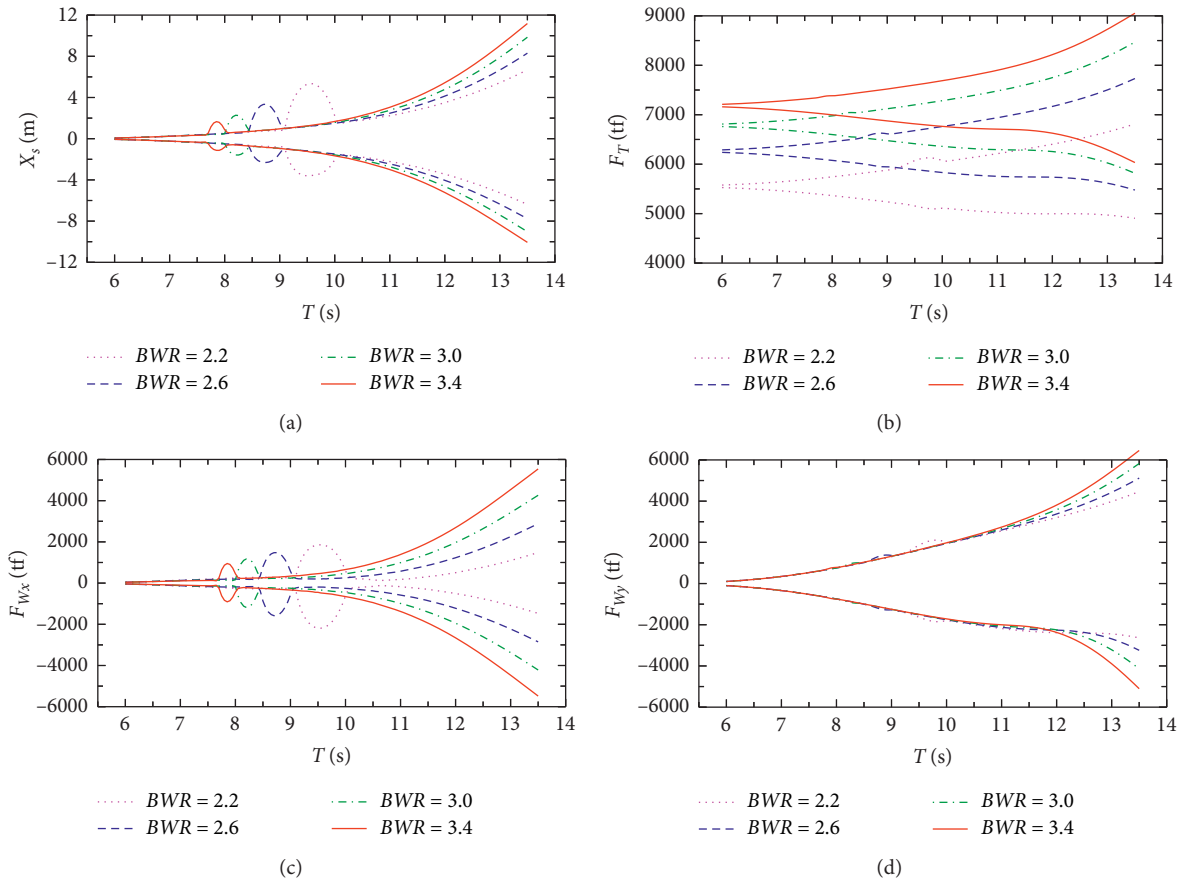 12
8
4
0
−4
−8
−12
X_s (m)
6 7 8 9 10 11 12 13 14
T (s)
BWR = 2.2 BWR = 3.0
BWR = 2.6 BWR = 3.4
(a)
9000
8000
7000
6000
5000
4000
F_T (tf)
6 7 8 9 10 11 12 13 14
T (s)
BWR = 2.2 BWR = 3.0
BWR = 2.6 BWR = 3.4
(b)
6000
4000
2000
0
−2000
−4000
−6000
F_Wx (tf)
6 7 8 9 10 11 12 13 14
T (s)
BWR = 2.2 BWR = 3.0
BWR = 2.6 BWR = 3.4
(c)
6000
4000
2000
0
−2000
−4000
−6000
F_Wy (tf)
6 7 8 9 10 11 12 13 14
T (s)
BWR = 2.2 BWR = 3.0
BWR = 2.6 BWR = 3.4
(d)